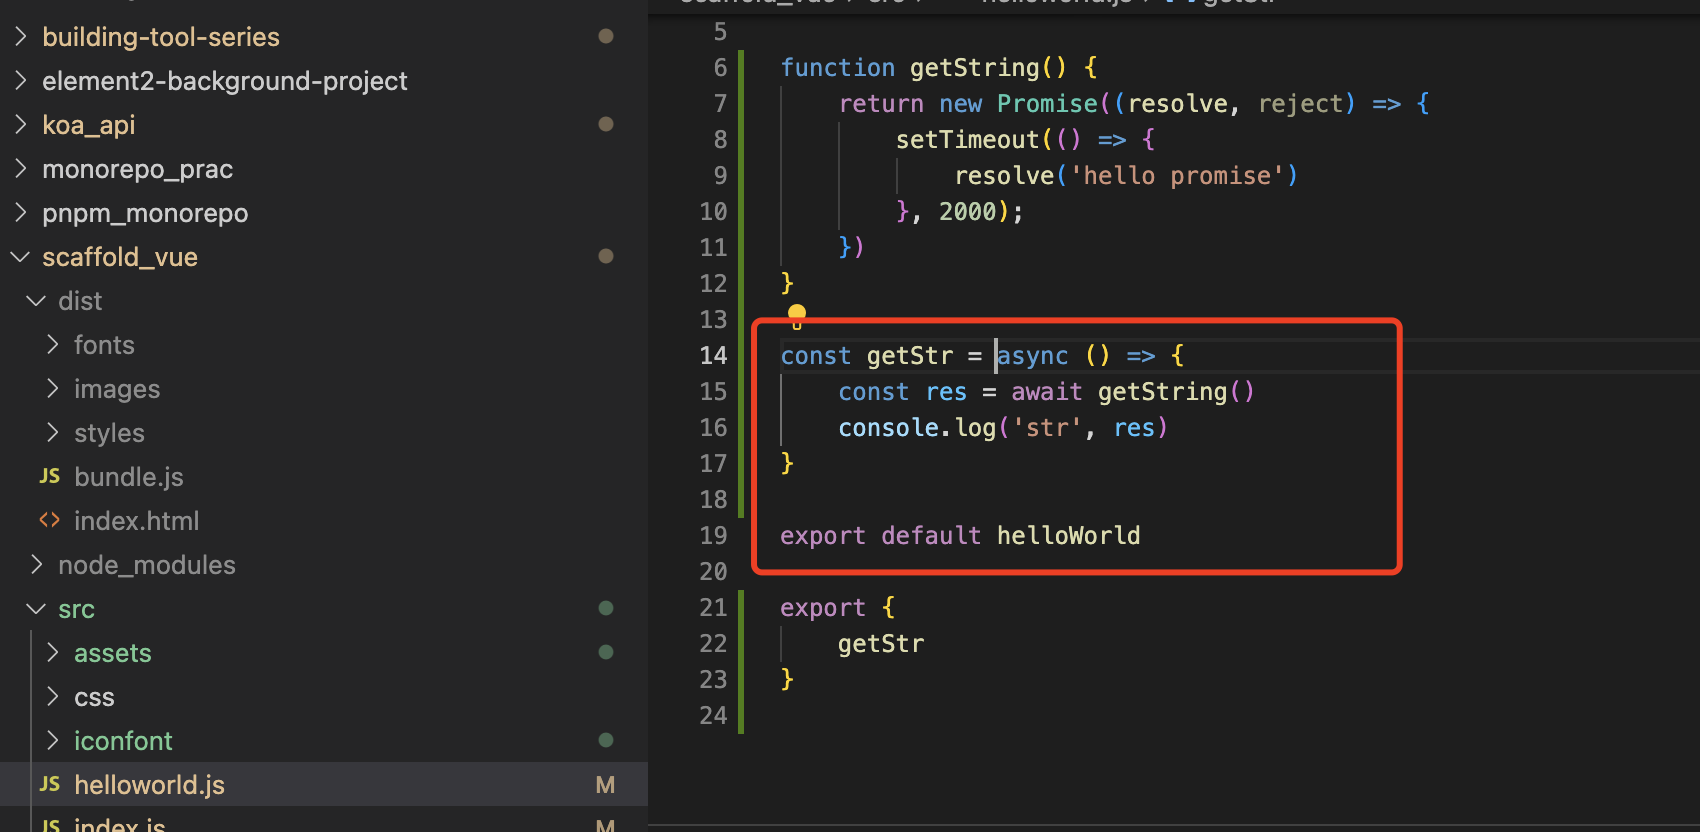 building-tool-series
element2-background-project
koa_api
monorepo_prac
pnpm_monorepo
scaffold_vue
dist
fonts
images
styles
JS bundle.js
<> index.html
node_modules
src
assets
css
iconfont
JS helloworld.js M
JS index.js M
5
6 function getString() {
7 return new Promise((resolve, reject) => {
8 setTimeout(() => {
9 resolve('hello promise')
10 }, 2000);
11 })
12 }
13
14 const getStr = async () => {
15 const res = await getString()
16 console.log('str', res)
17 }
18
19 export default helloWorld
20
21 export {
22 getStr
23 }
24